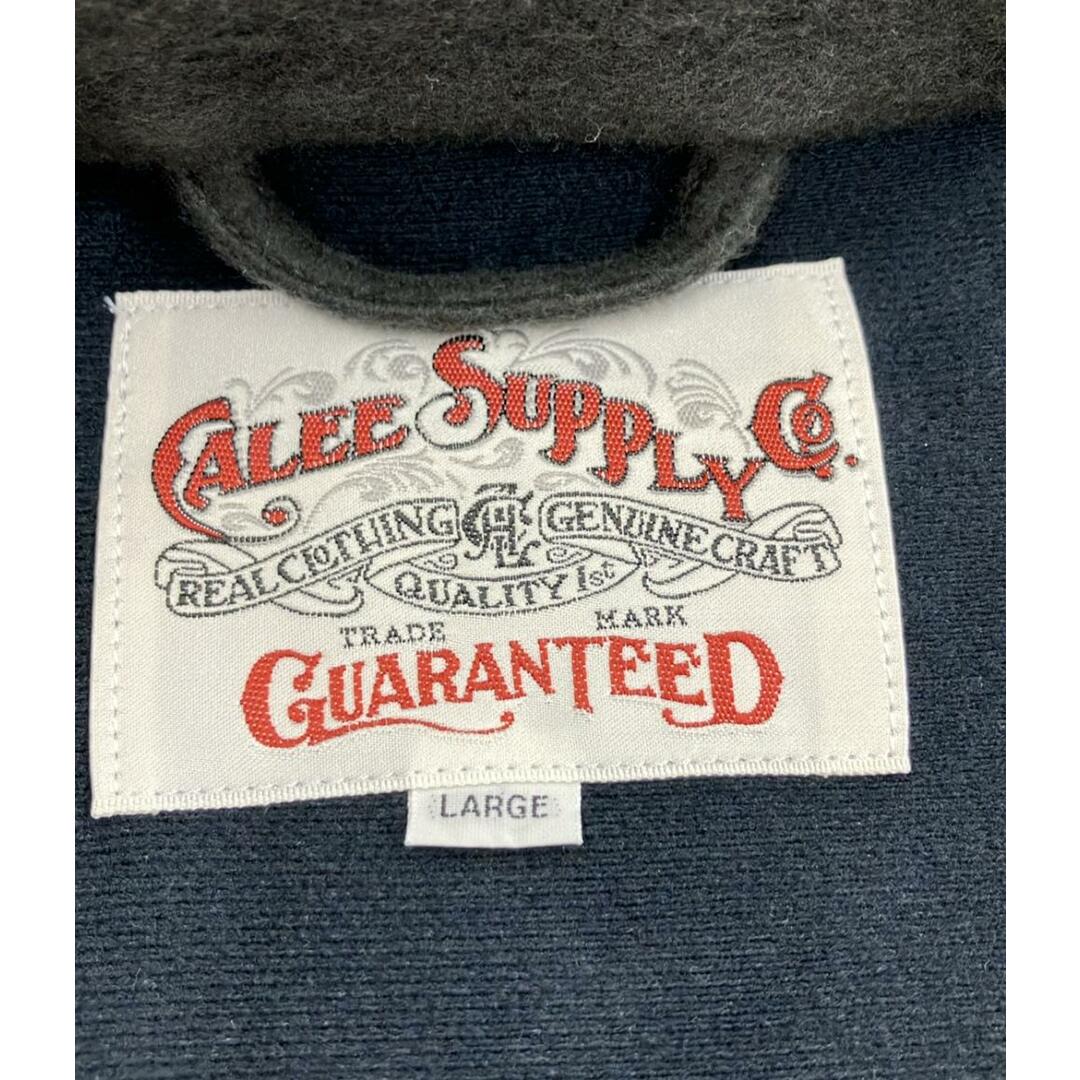 CALEE SUPPLY Co.
REAL CLOTHING GENUINE CRAFT
QUALITY 1st
TRADE MARK
GUARANTEED
LARGE